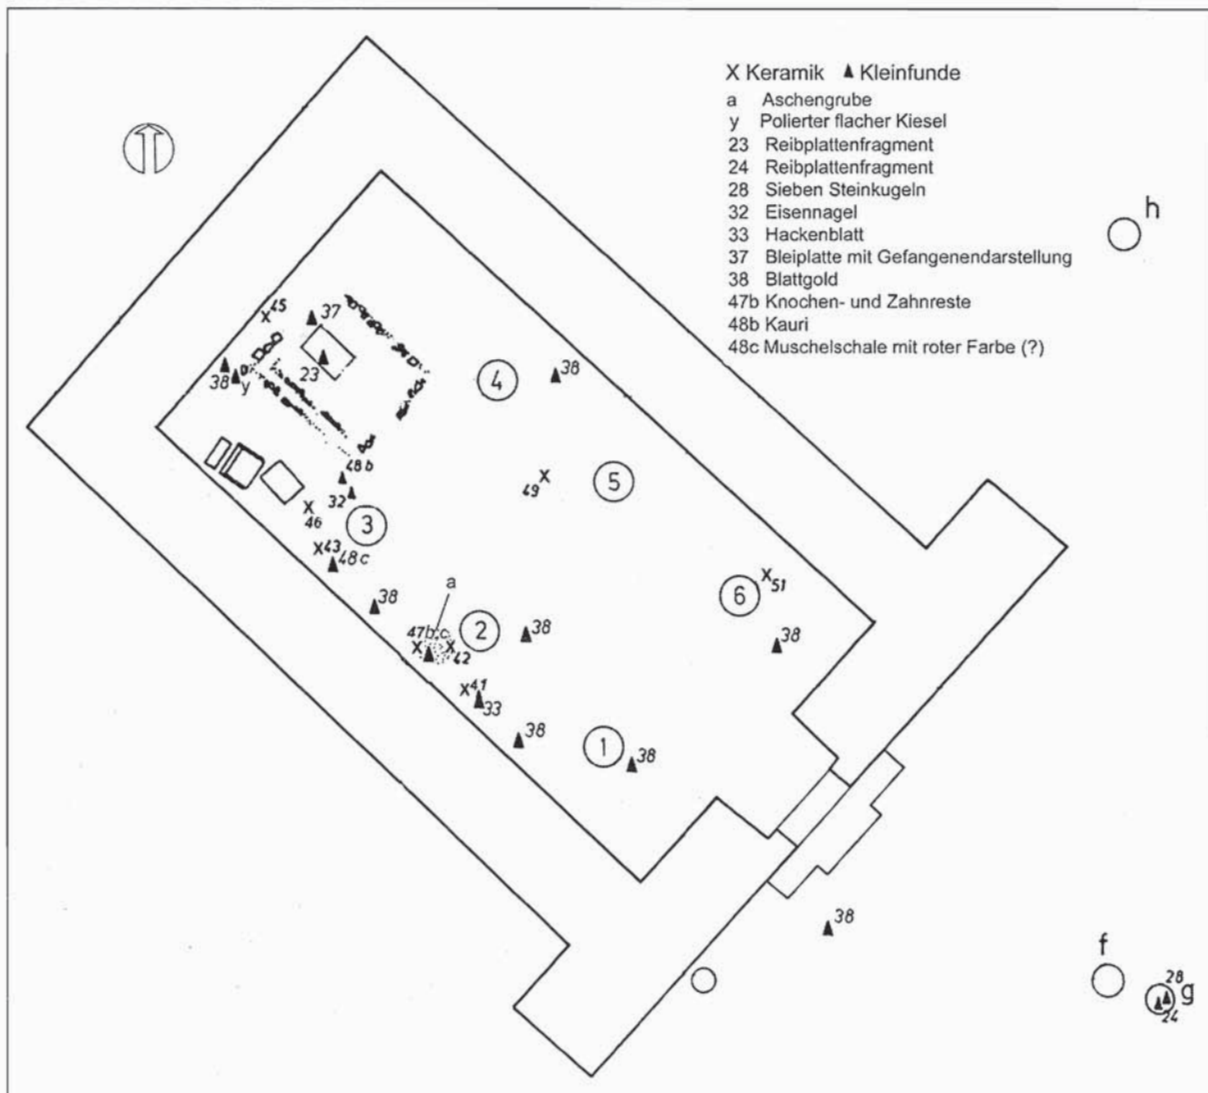 X Keramik ▲ Kleinfunde
a Aschengrube
y Polierter flacher Kiesel
23 Reibplattenfragment
24 Reibplattenfragment
28 Sieben Steinkugeln
32 Eisennagel
33 Hackenblatt
37 Bleiplatte mit Gefangenendarstellung
38 Blattgold
47b Knochen- und Zahnreste
48b Kauri
48c Muschelschale mit roter Farbe (?)
h
X45
37
23
38
y
4
38
48b
32
X
46
3
X
49
5
X43
48c
38
a
47b,c
X
X
42
2
38
6
X
51
38
X41
33
38
1
38
38
f
28
g
24